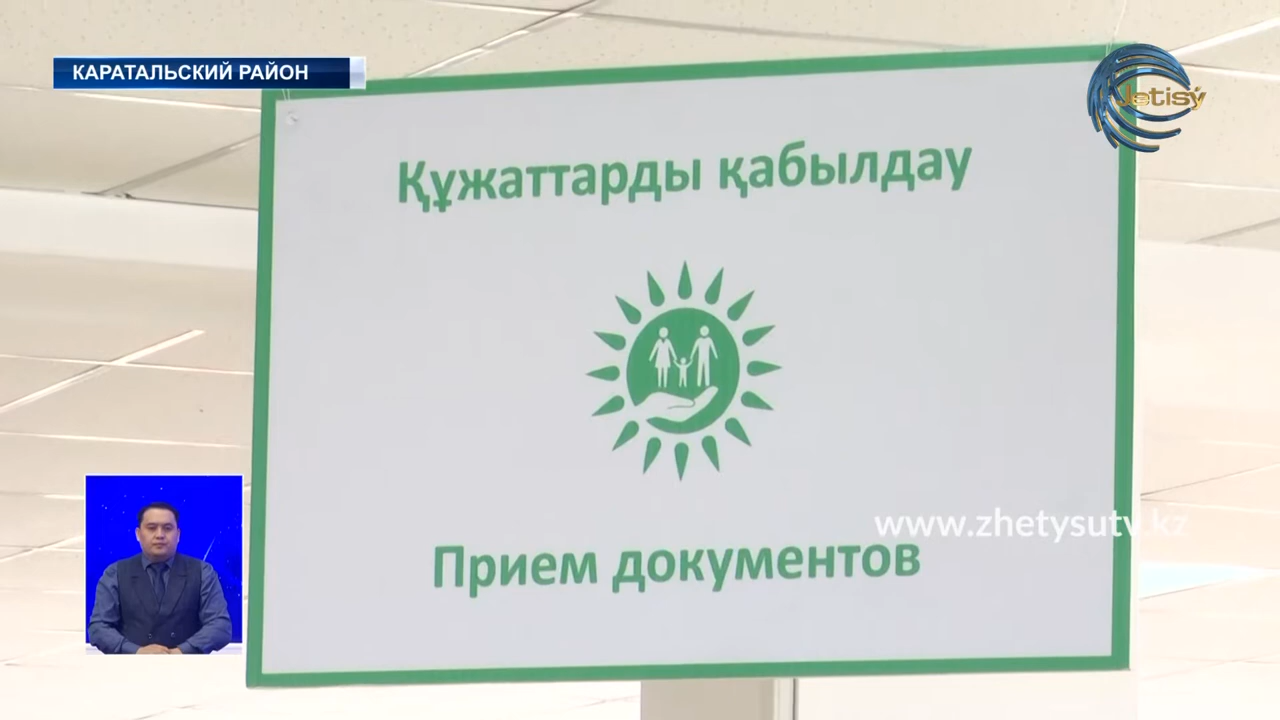 КАРАТАЛЬСКИЙ РАЙОН
Jetisý
Құжаттарды қабылдау
www.zhetysutv.kz
Прием документов